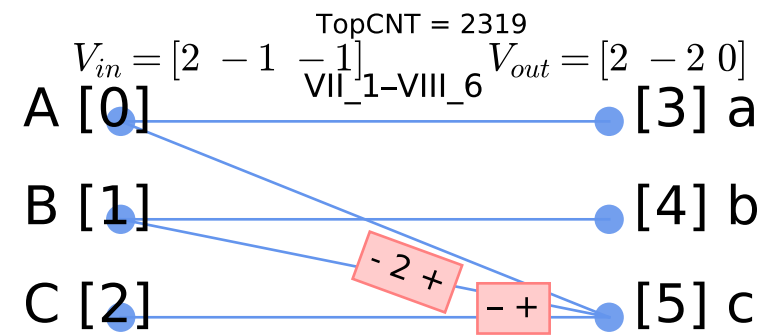 TopCNT = 2319
V_in = [2 − 1 − 1] V_out = [2 − 2 0]
VII_1–VIII_6
A [0] [3] a
B [1] [4] b
- 2 +
C [2] – + [5] c